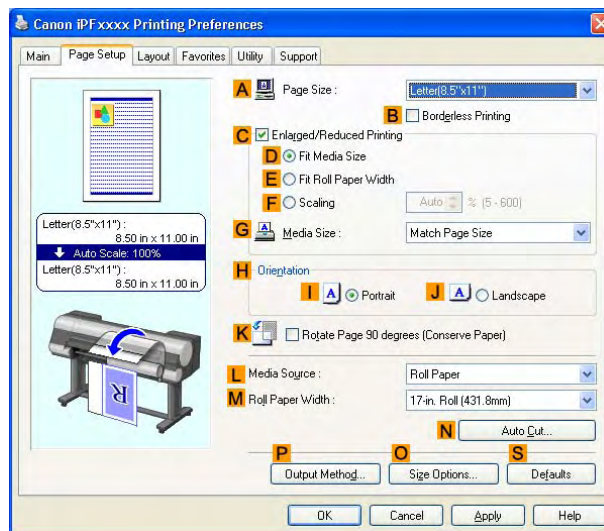 Canon iPFxxxx Printing Preferences
Main Page Setup Layout Favorites Utility Support
A Page Size : Letter(8.5"x11")
B Borderless Printing
C Enlarged/Reduced Printing
D Fit Media Size
E Fit Roll Paper Width
F Scaling Auto % (5 - 600)
G A Media Size : Match Page Size
Letter(8.5"x11") :
8.50 in x 11.00 in
Auto Scale: 100%
Letter(8.5"x11") :
8.50 in x 11.00 in
H Orientation
I A Portrait J A Landscape
K Rotate Page 90 degrees (Conserve Paper)
R
L Media Source : Roll Paper
M Roll Paper Width : 17-in. Roll (431.8mm)
N Auto Cut...
P O S
Output Method... Size Options... Defaults
OK Cancel Apply Help